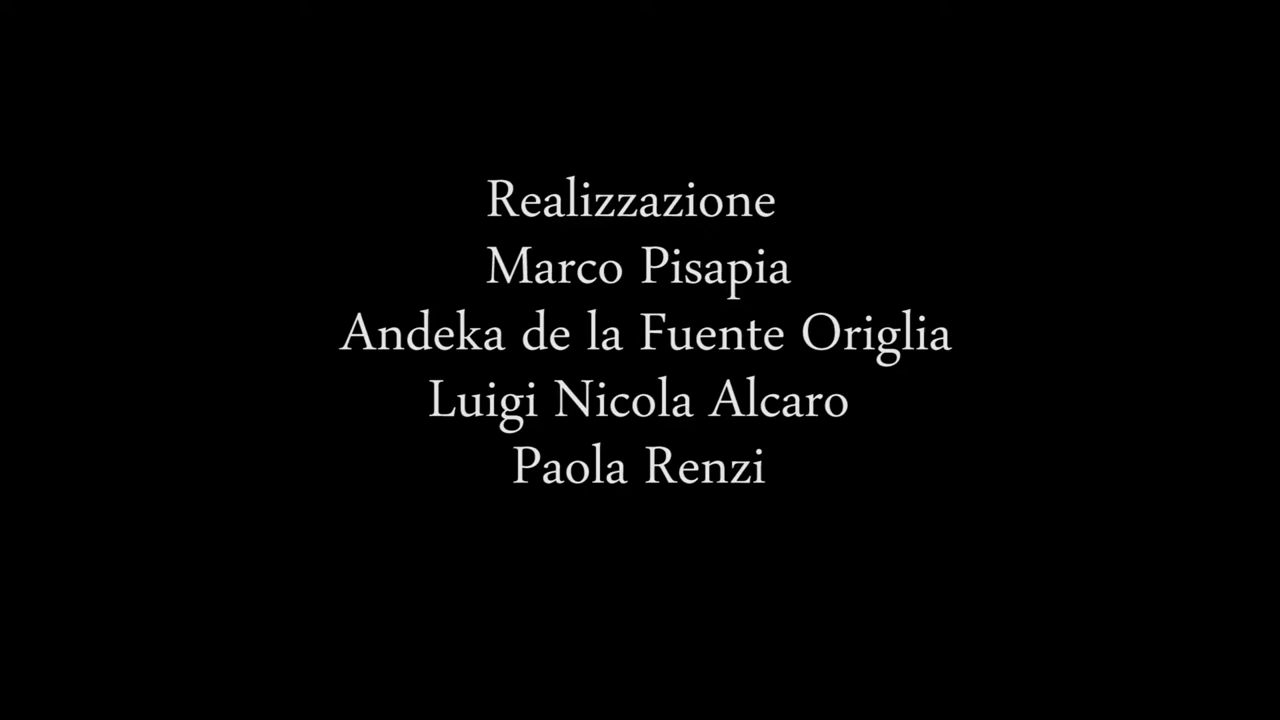 Realizzazione
Marco Pisapia
Andeka de la Fuente Origlia
Luigi Nicola Alcaro
Paola Renzi